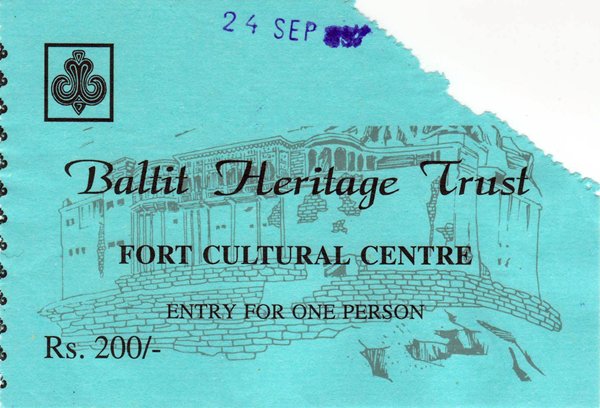 24 SEP
Baltit Heritage Trust
FORT CULTURAL CENTRE
ENTRY FOR ONE PERSON
Rs. 200/-